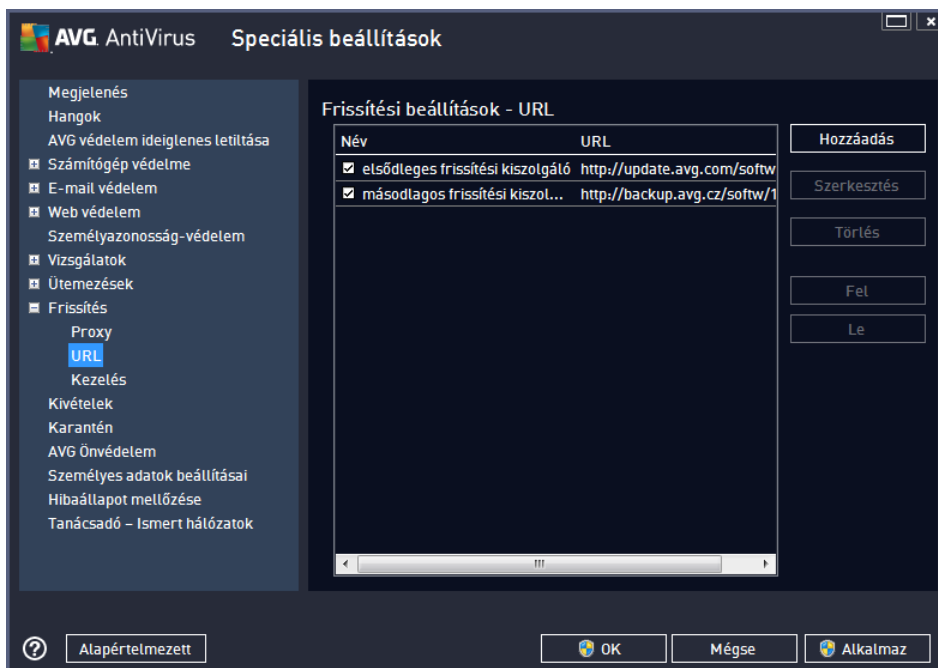 AVG AntiVirus Speciális beállítások
Megjelenés
Hangok
AVG védelem ideiglenes letiltása
Számítógép védelme
E-mail védelem
Web védelem
Személyazonosság-védelem
Vizsgálatok
Ütemezések
Frissítés
Proxy
URL
Kezelés
Kivételek
Karantén
AVG Önvédelem
Személyes adatok beállításai
Hibaállapot mellőzése
Tanácsadó – Ismert hálózatok
Frissítési beállítások - URL
Név URL
elsődleges frissítési kiszolgáló http://update.avg.com/softw
másodlagos frissítési kiszol... http://backup.avg.cz/softw/1
Hozzáadás
Szerkesztés
Törlés
Fel
Le
Alapértelmezett
OK
Mégse
Alkalmaz